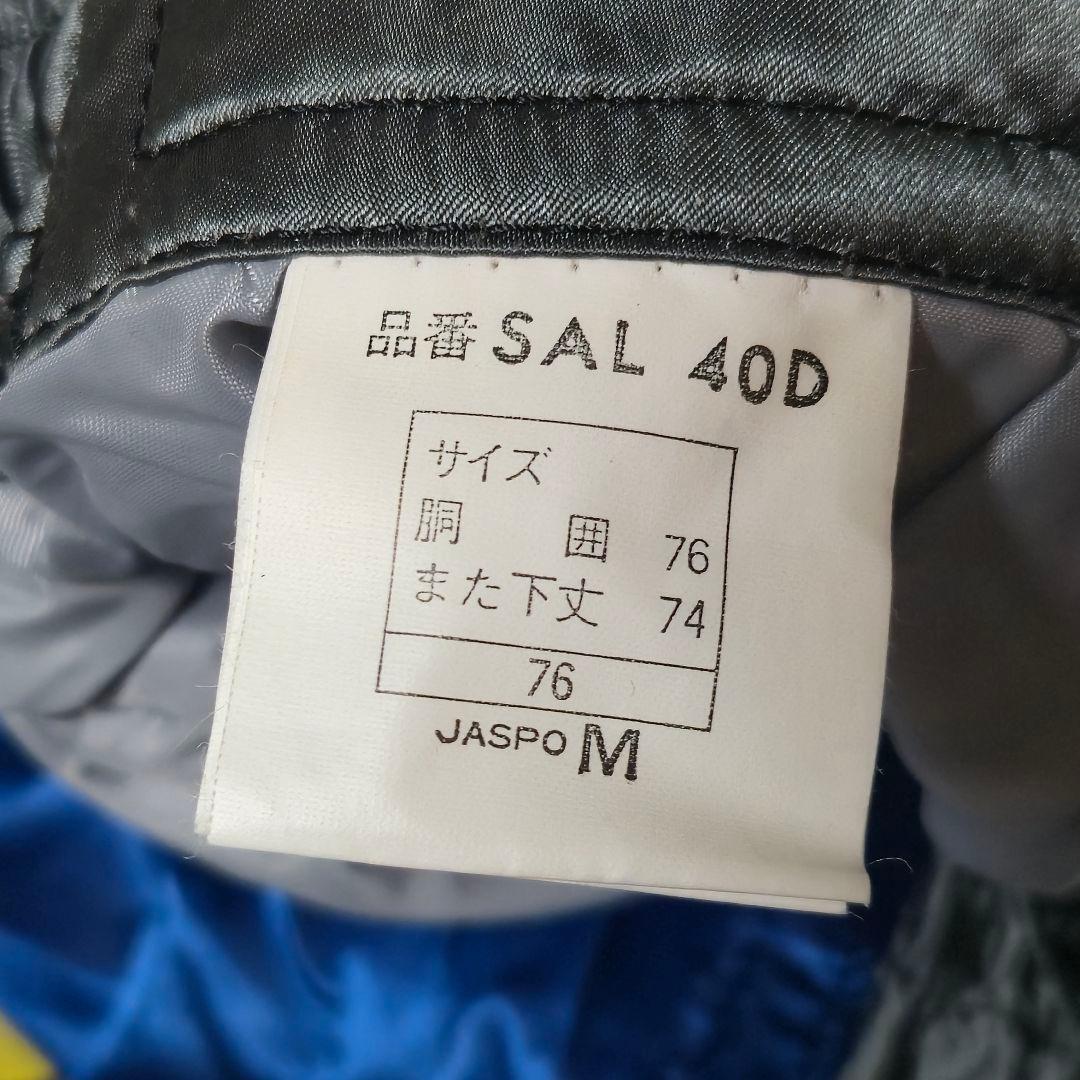 品番 SAL 40D
サイズ
胴 囲 76
また下丈 74
76
JASPO M